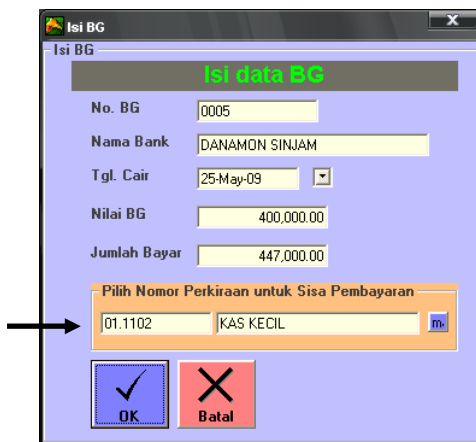 Isi BG
Isi BG
Isi data BG
No. BG 0005
Nama Bank DANAMON SINJAM
Tgl. Cair 25-May-09
Nilai BG 400,000.00
Jumlah Bayar 447,000.00
Pilih Nomor Perkiraan untuk Sisa Pembayaran
01.1102 KAS KECIL
OK Batal